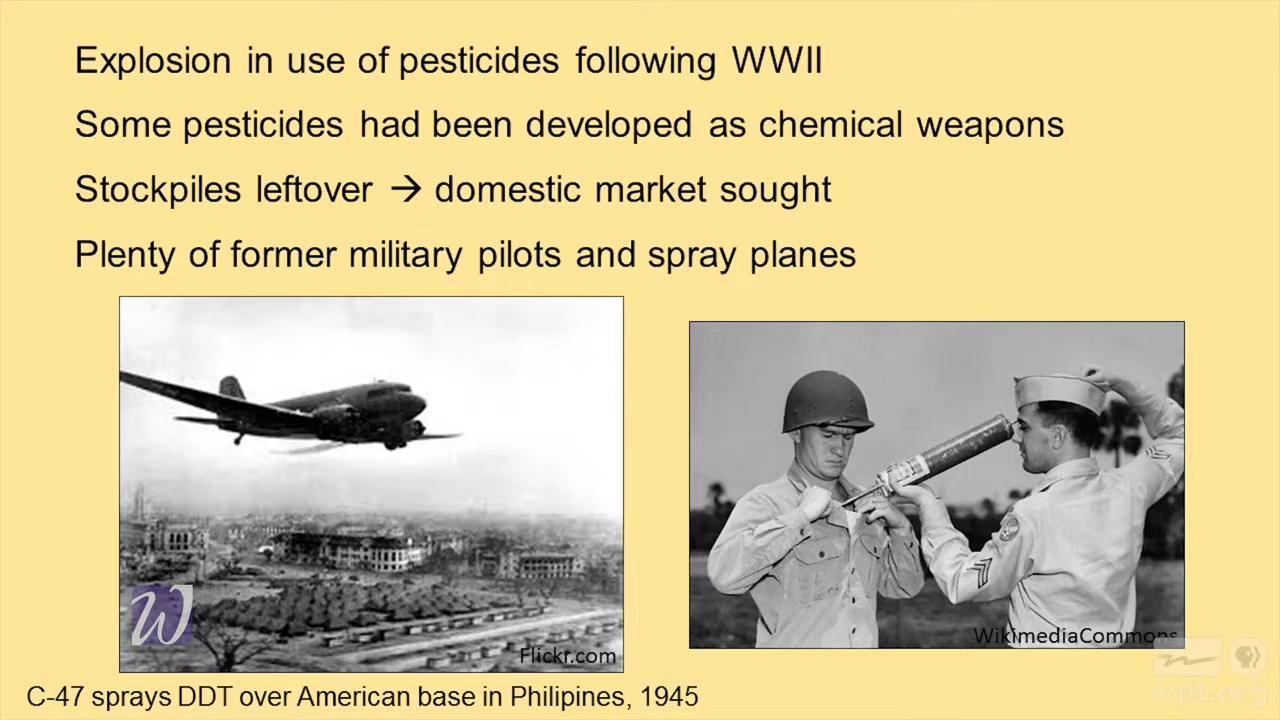 Explosion in use of pesticides following WWII
Some pesticides had been developed as chemical weapons
Stockpiles leftover → domestic market sought
Plenty of former military pilots and spray planes
W
Flickr.com
WikimediaCommons
wpt.org
C-47 sprays DDT over American base in Philipines, 1945